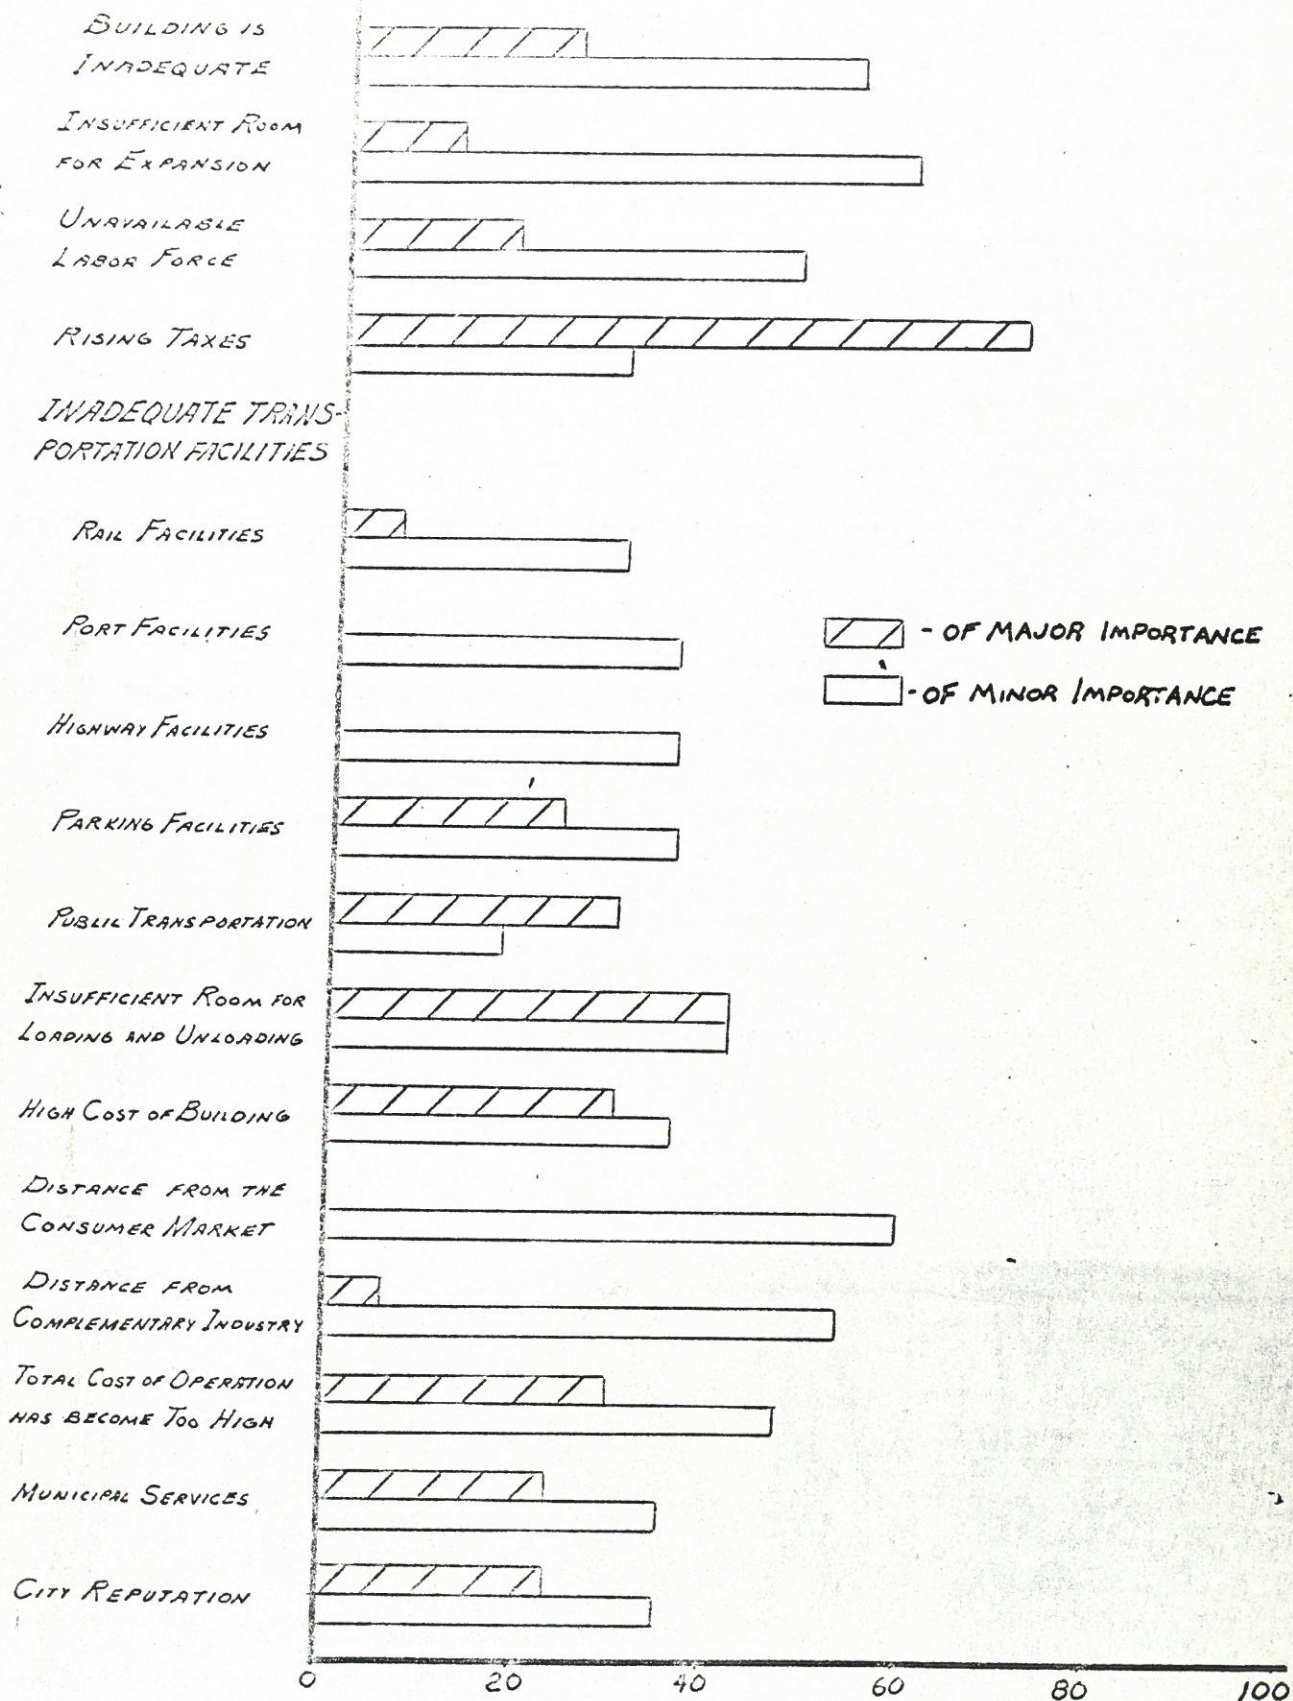 BUILDING IS
INADEQUATE
INSUFFICIENT ROOM
FOR EXPANSION
UNAVAILABLE
LABOR FORCE
RISING TAXES
INADEQUATE TRANS-
PORTATION FACILITIES
RAIL FACILITIES
PORT FACILITIES
- OF MAJOR IMPORTANCE
- OF MINOR IMPORTANCE
HIGHWAY FACILITIES
PARKING FACILITIES
PUBLIC TRANSPORTATION
INSUFFICIENT ROOM FOR
LOADING AND UNLOADING
HIGH COST OF BUILDING
DISTANCE FROM THE
CONSUMER MARKET
DISTANCE FROM
COMPLEMENTARY INDUSTRY
TOTAL COST OF OPERATION
HAS BECOME TOO HIGH
MUNICIPAL SERVICES
CITY REPUTATION
0 20 40 60 80 100